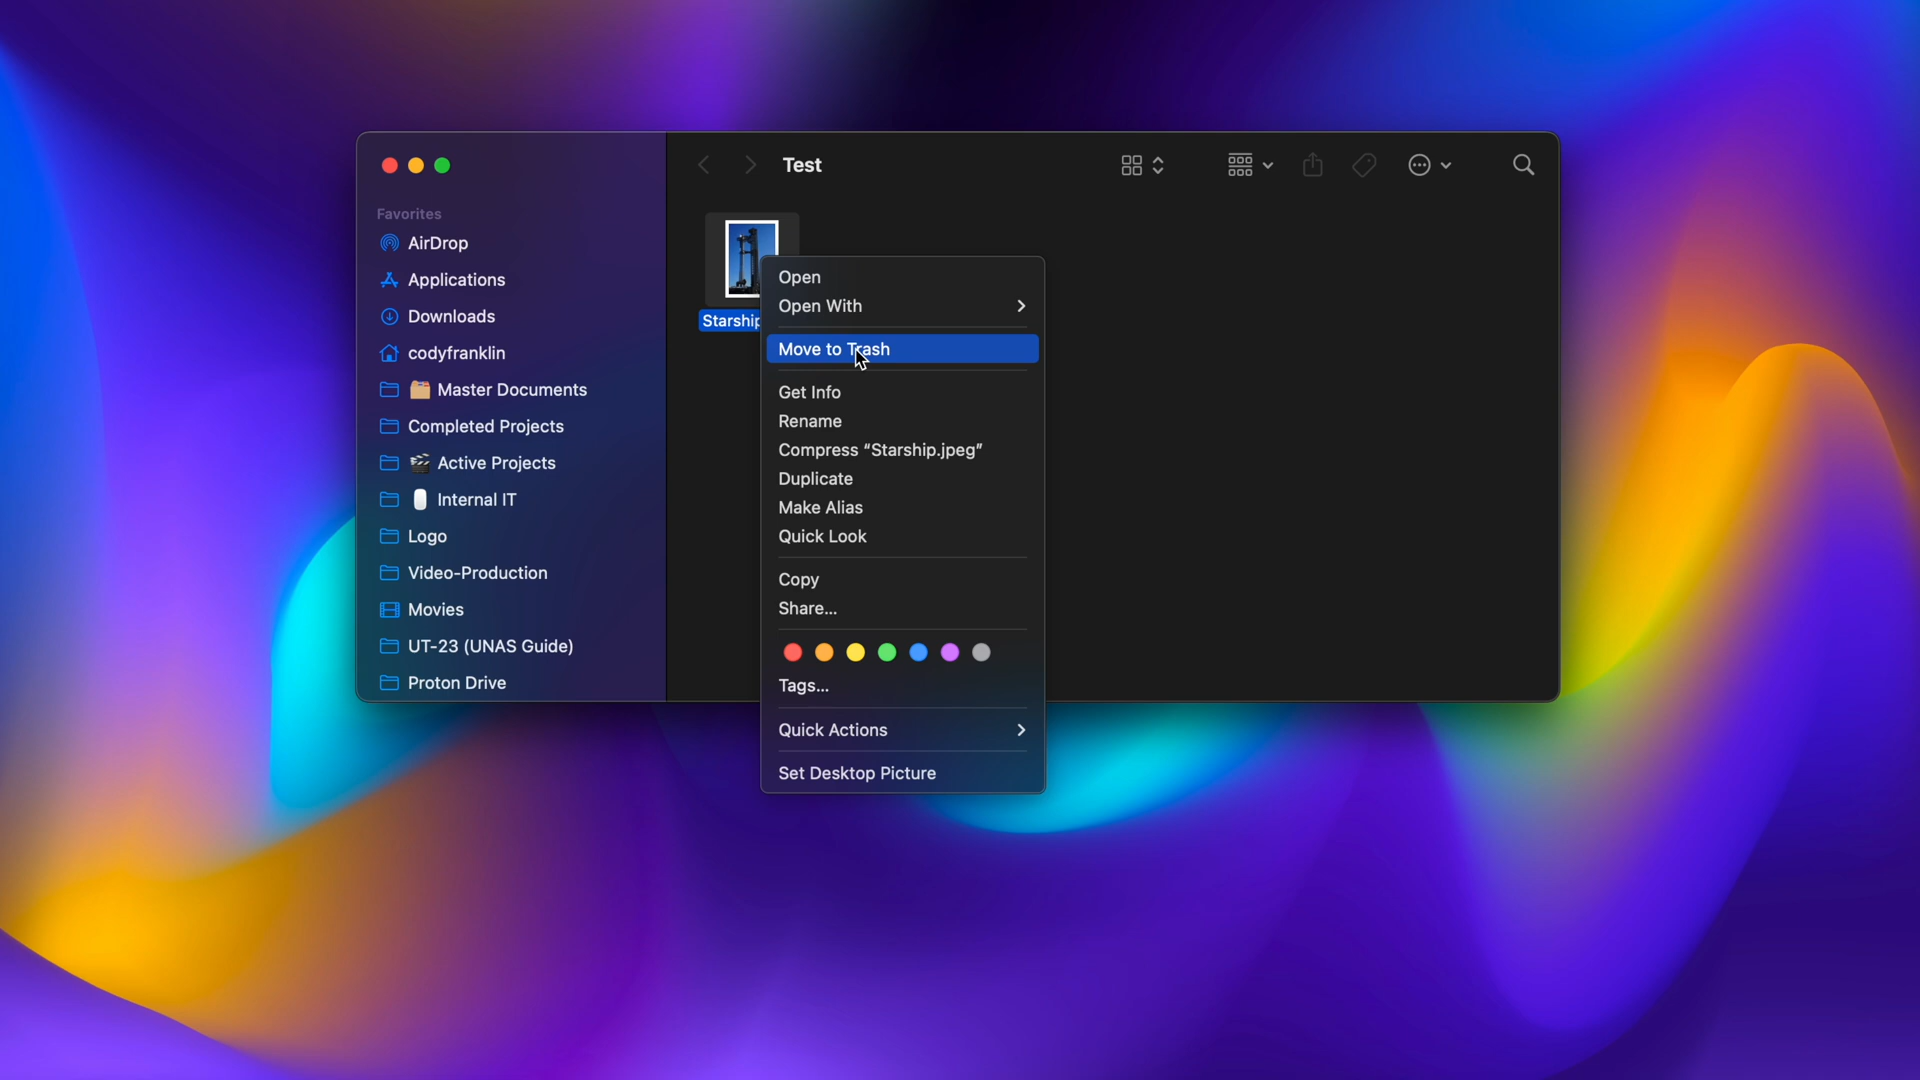 Test
Favorites
AirDrop
Applications
Downloads
codyfranklin
Master Documents
Completed Projects
Active Projects
Internal IT
Logo
Video-Production
Movies
UT-23 (UNAS Guide)
Proton Drive
Starship
Open
Open With
Move to Trash
Get Info
Rename
Compress “Starship.jpeg”
Duplicate
Make Alias
Quick Look
Copy
Share...
Tags...
Quick Actions
Set Desktop Picture